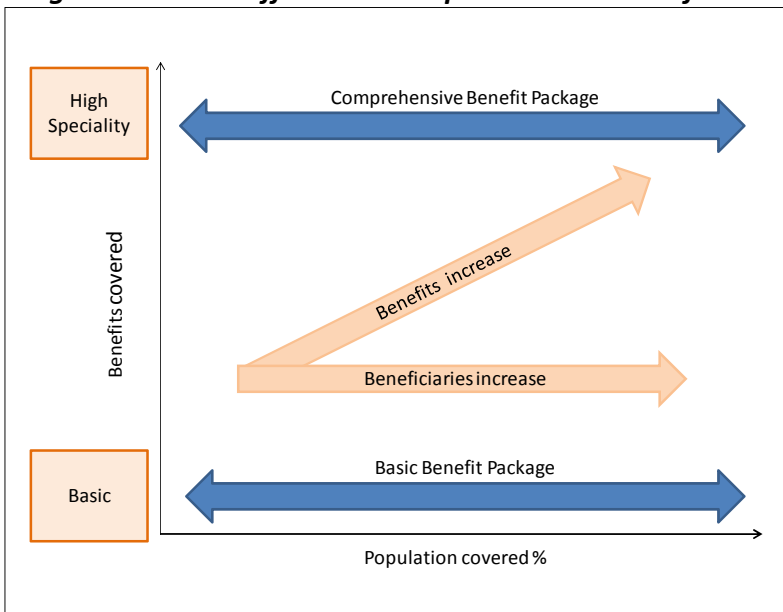 High
Speciality
Comprehensive Benefit Package
Benefits covered
Benefits increase
Beneficiaries increase
Basic
Basic Benefit Package
Population covered %